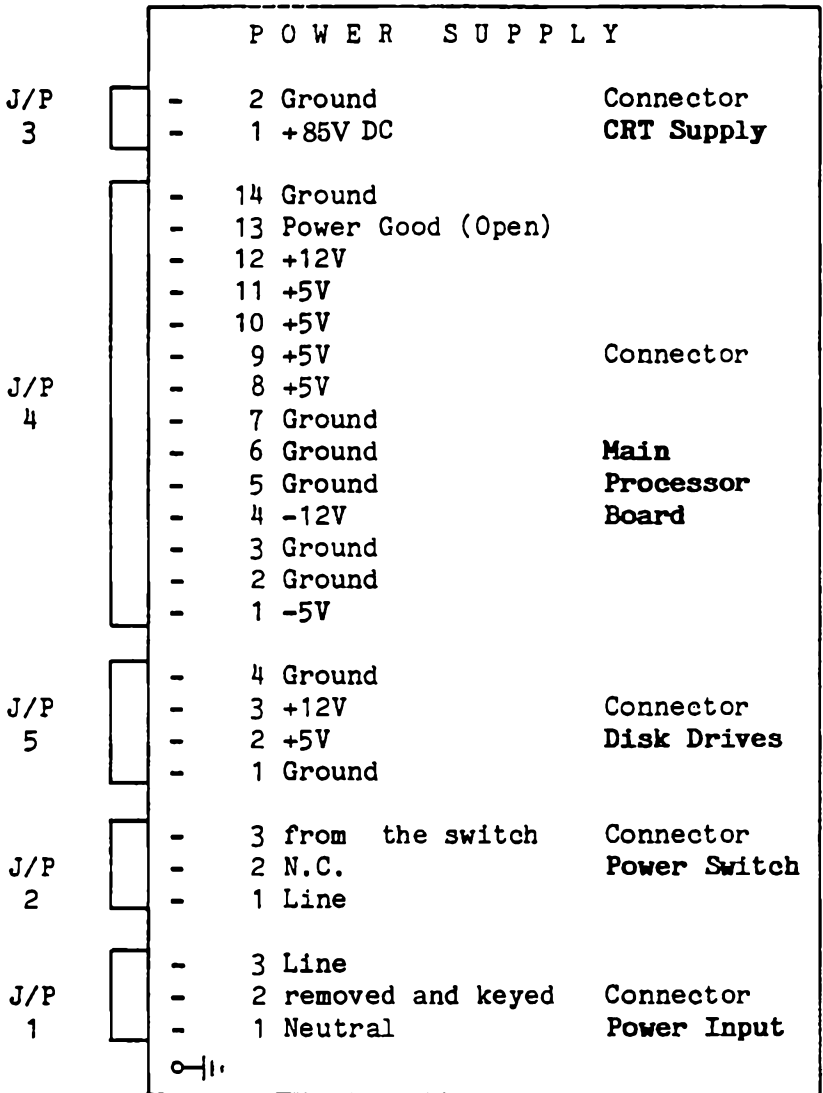 P O W E R   S U P P L Y
J/P - 2 Ground Connector
3 - 1 +85V DC CRT Supply
- 14 Ground
- 13 Power Good (Open)
- 12 +12V
- 11 +5V
- 10 +5V
- 9 +5V Connector
J/P - 8 +5V
4 - 7 Ground
- 6 Ground Main
- 5 Ground Processor
- 4 -12V Board
- 3 Ground
- 2 Ground
- 1 -5V
- 4 Ground
J/P - 3 +12V Connector
5 - 2 +5V Disk Drives
- 1 Ground
- 3 from the switch Connector
J/P - 2 N.C. Power Switch
2 - 1 Line
- 3 Line
J/P - 2 removed and keyed Connector
1 - 1 Neutral Power Input